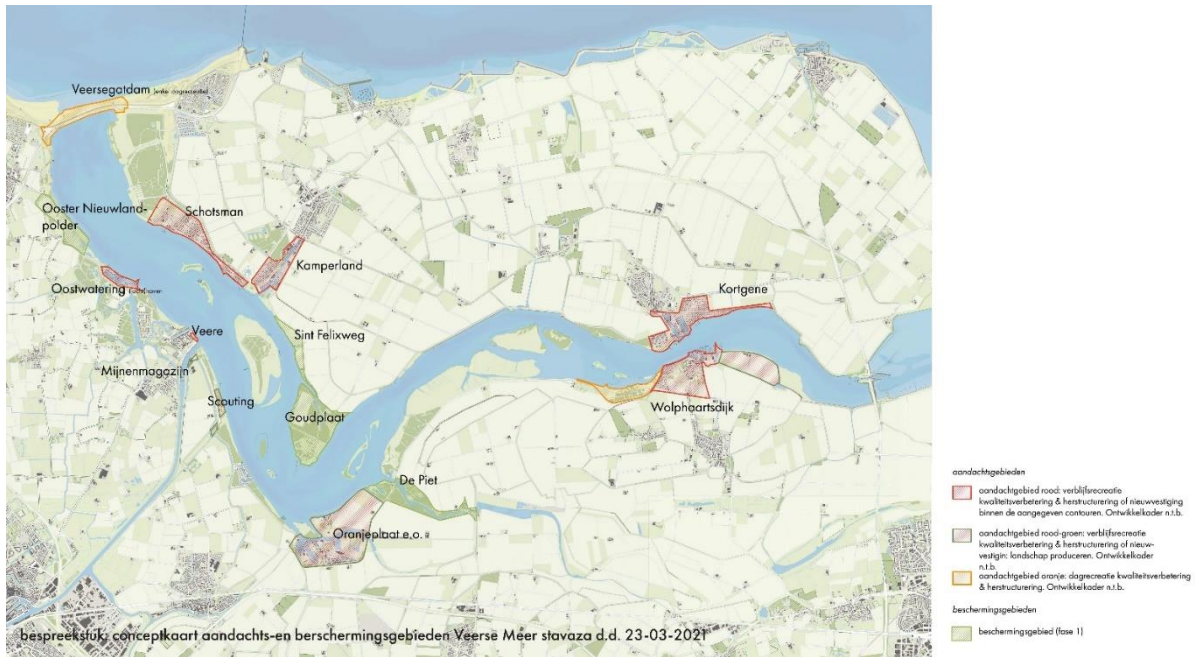 Veersegatdam (enkel dagrecreatie)
Ooster Nieuwland-
polder
Schotsman
Kamperland
Oostwatering
Veere
Sint Felixweg
Kortgene
Mijnenmagazijn
Scouting
Goudplaat
Wolphaartsdijk
De Piet
Oranjeplaat e.o.
bespreekstuk: conceptkaart aandachts-en berschermingsgebieden Veerse Meer stavaza d.d. 23-03-2021
aandachtsgebieden
aandachtgebied rood: verblijfsrecreatie
kwaliteitsverbetering & herstructurering of nieuwvestiging
binnen de aangegeven contouren. Ontwikkelkader n.t.b.
aandachtgebied rood-groen: verblijfsrecreatie
kwaliteitsverbetering & herstructurering of nieuw-
vestigin: landschap produceren. Ontwikkelkader
n.t.b.
aandachtgebied oranje: dagrecreatie kwaliteitsverbetering
& herstructurering. Ontwikkelkader n.t.b.
beschermingsgebieden
beschermingsgebied (fase 1)